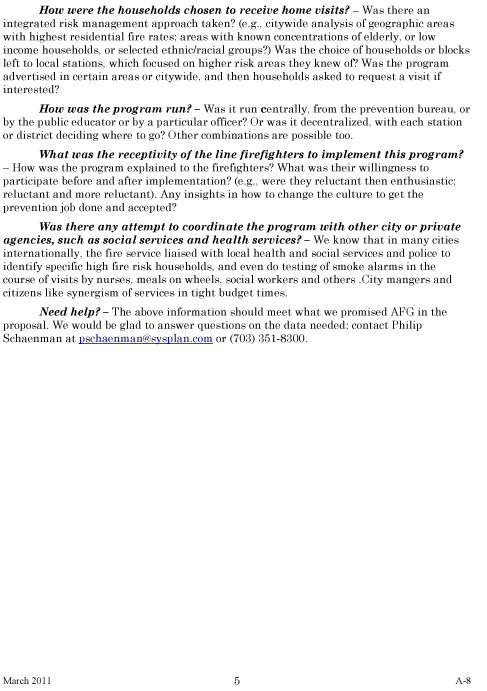 How were the households chosen to receive home visits? – Was there an
integrated risk management approach taken? (e.g., citywide analysis of geographic areas
with highest residential fire rates; areas with known concentrations of elderly, or low
income households, or selected ethnic/racial groups?) Was the choice of households or blocks
left to local stations, which focused on higher risk areas they knew of? Was the program
advertised in certain areas or citywide, and then households asked to request a visit if
interested?
How was the program run? – Was it run centrally, from the prevention bureau, or
by the public educator or by a particular officer? Or was it decentralized, with each station
or district deciding where to go? Other combinations are possible too.
What was the receptivity of the line firefighters to implement this program?
– How was the program explained to the firefighters? What was their willingness to
participate before and after implementation? (e.g., were they reluctant then enthusiastic;
reluctant and more reluctant). Any insights in how to change the culture to get the
prevention job done and accepted?
Was there any attempt to coordinate the program with other city or private
agencies, such as social services and health services? – We know that in many cities
internationally, the fire service liaised with local health and social services and police to
identify specific high fire risk households, and even do testing of smoke alarms in the
course of visits by nurses, meals on wheels, social workers and others .City mangers and
citizens like synergism of services in tight budget times.
Need help? – The above information should meet what we promised AFG in the
proposal. We would be glad to answer questions on the data needed; contact Philip
Schaenman at pschaenman@sysplan.com or (703) 351-8300.
March 2011 5 A-8